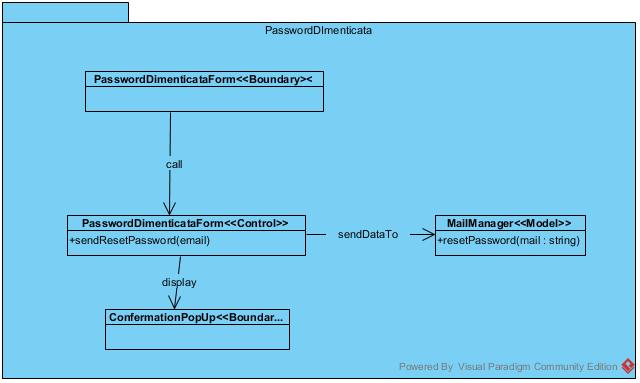 PasswordDImenticata
PasswordDimenticataForm<<Boundary><
call
PasswordDimenticataForm<<Control>>
+sendResetPassword(email)
sendDataTo
MailManager<<Model>>
+resetPassword(mail : string)
display
ConfermationPopUp<<Boundar...
Powered By Visual Paradigm Community Edition